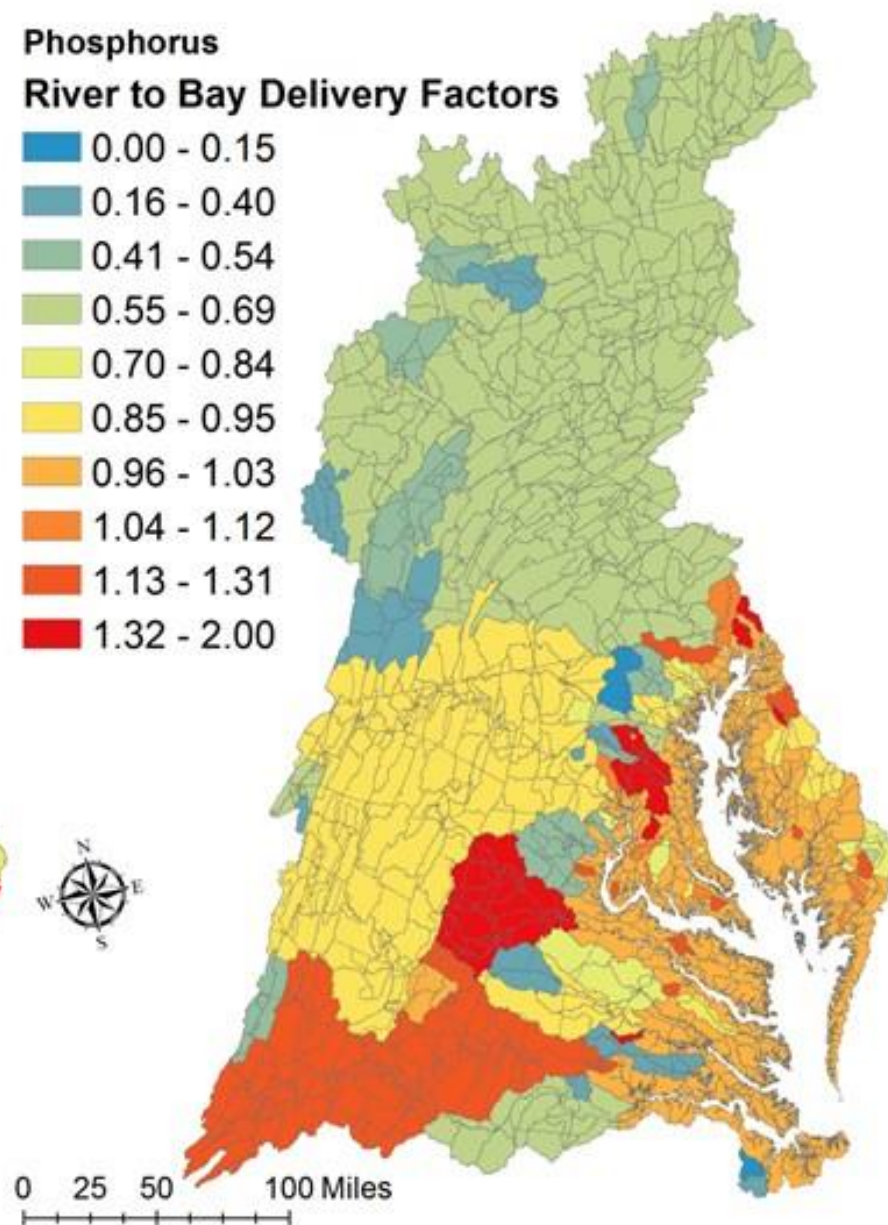 Phosphorus
River to Bay Delivery Factors
0.00 - 0.15
0.16 - 0.40
0.41 - 0.54
0.55 - 0.69
0.70 - 0.84
0.85 - 0.95
0.96 - 1.03
1.04 - 1.12
1.13 - 1.31
1.32 - 2.00
N
W E
S
0 25 50 100 Miles